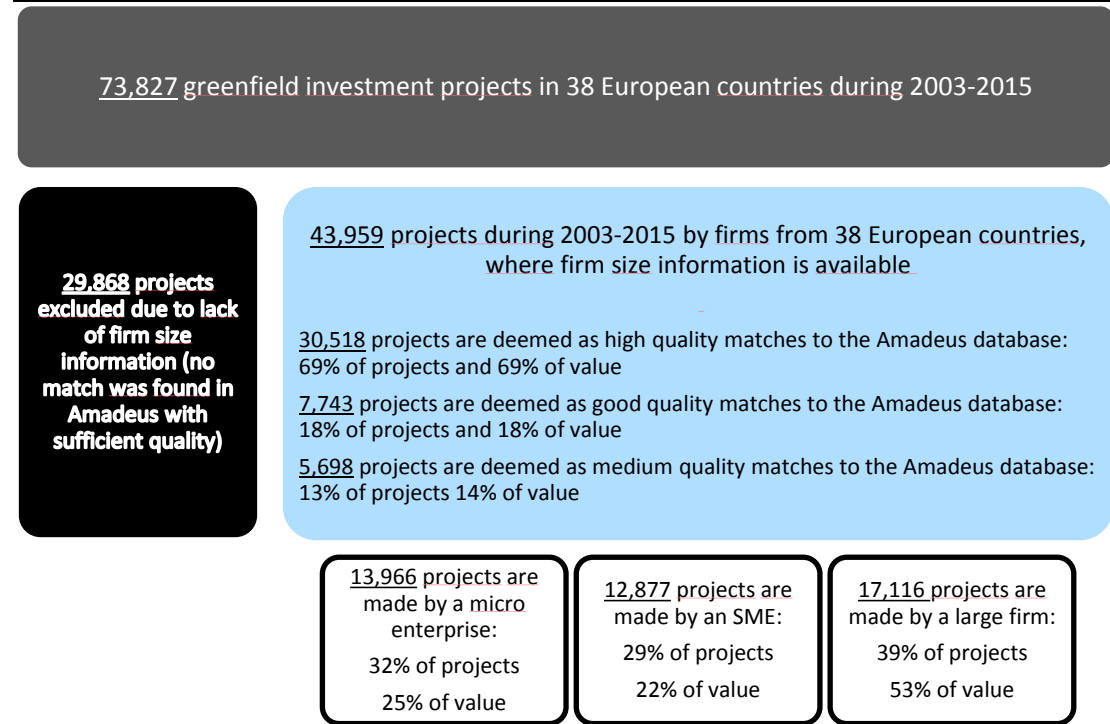 73,827 greenfield investment projects in 38 European countries during 2003-2015
29,868 projects
excluded due to lack
of firm size
information (no
match was found in
Amadeus with
sufficient quality)
43,959 projects during 2003-2015 by firms from 38 European countries,
where firm size information is available
30,518 projects are deemed as high quality matches to the Amadeus database:
69% of projects and 69% of value
7,743 projects are deemed as good quality matches to the Amadeus database:
18% of projects and 18% of value
5,698 projects are deemed as medium quality matches to the Amadeus database:
13% of projects 14% of value
13,966 projects are
made by a micro
enterprise:
32% of projects
25% of value
12,877 projects are
made by an SME:
29% of projects
22% of value
17,116 projects are
made by a large firm:
39% of projects
53% of value